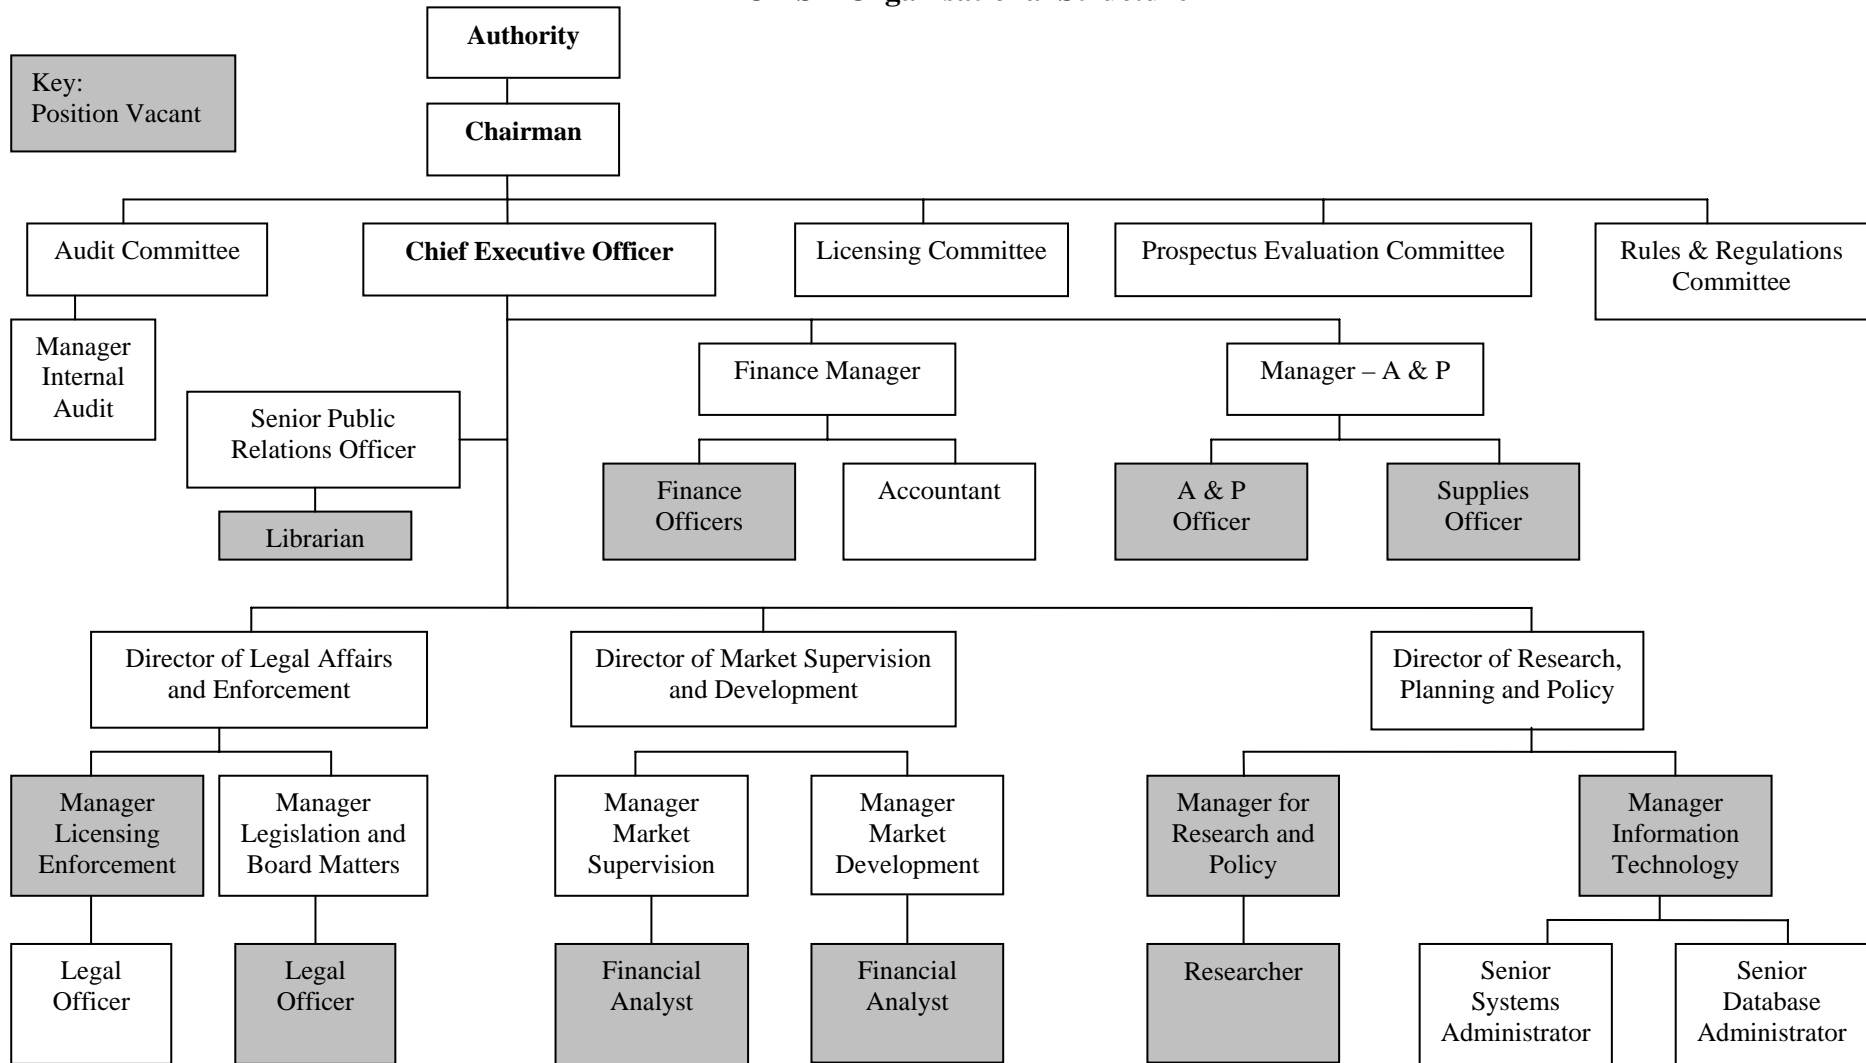 Organisational Structure
Authority
Key:
Position Vacant
Chairman
Audit Committee
Chief Executive Officer
Licensing Committee
Prospectus Evaluation Committee
Rules & Regulations
Committee
Manager
Internal
Audit
Finance Manager
Manager – A & P
Senior Public
Relations Officer
Finance
Officers
Accountant
A & P
Officer
Supplies
Officer
Librarian
Director of Legal Affairs
and Enforcement
Director of Market Supervision
and Development
Director of Research,
Planning and Policy
Manager
Licensing
Enforcement
Manager
Legislation and
Board Matters
Manager
Market
Supervision
Manager
Market
Development
Manager for
Research and
Policy
Manager
Information
Technology
Legal
Officer
Legal
Officer
Financial
Analyst
Financial
Analyst
Researcher
Senior
Systems
Administrator
Senior
Database
Administrator